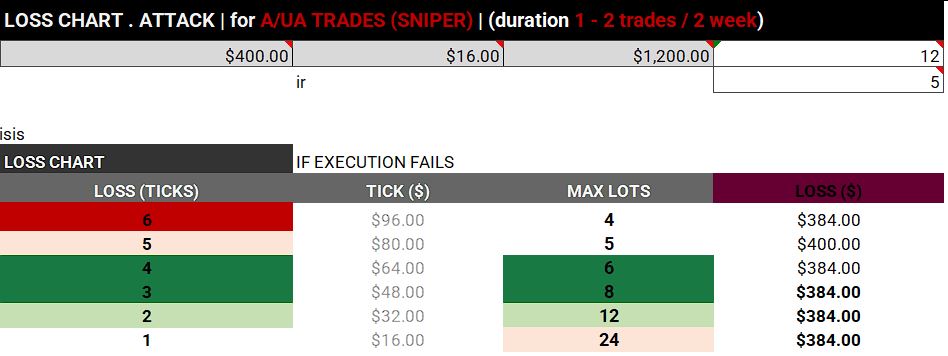 LOSS CHART . ATTACK | for A/UA TRADES (SNIPER) | (duration 1 - 2 trades / 2 week)
$400.00 $16.00 $1,200.00 12
ir 5
isis
LOSS CHART IF EXECUTION FAILS
LOSS (TICKS) TICK ($) MAX LOTS LOSS ($)
6 $96.00 4 $384.00
5 $80.00 5 $400.00
4 $64.00 6 $384.00
3 $48.00 8 $384.00
2 $32.00 12 $384.00
1 $16.00 24 $384.00